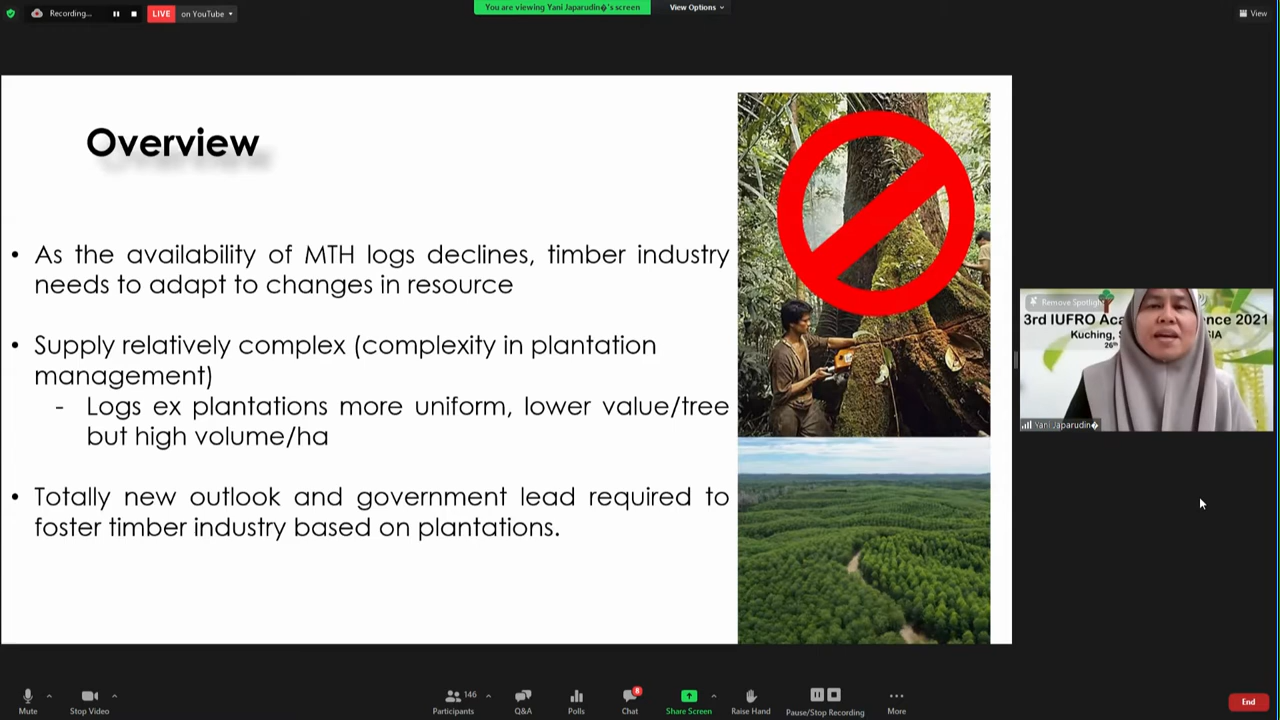 Recording...
LIVE on YouTube
You are viewing Yani Japarudin�'s screen
View Options
View
Overview
• As the availability of MTH logs declines, timber industry
needs to adapt to changes in resource
• Supply relatively complex (complexity in plantation
management)
- Logs ex plantations more uniform, lower value/tree
but high volume/ha
• Totally new outlook and government lead required to
foster timber industry based on plantations.
Remove Spotlight
3rd IUFRO Aca nce 2021
Kuching, S IA
26th
Yani Japarudin�
Mute
Stop Video
146
Participants
Q&A
Polls
8
Chat
Share Screen
Raise Hand
Pause/Stop Recording
More
End